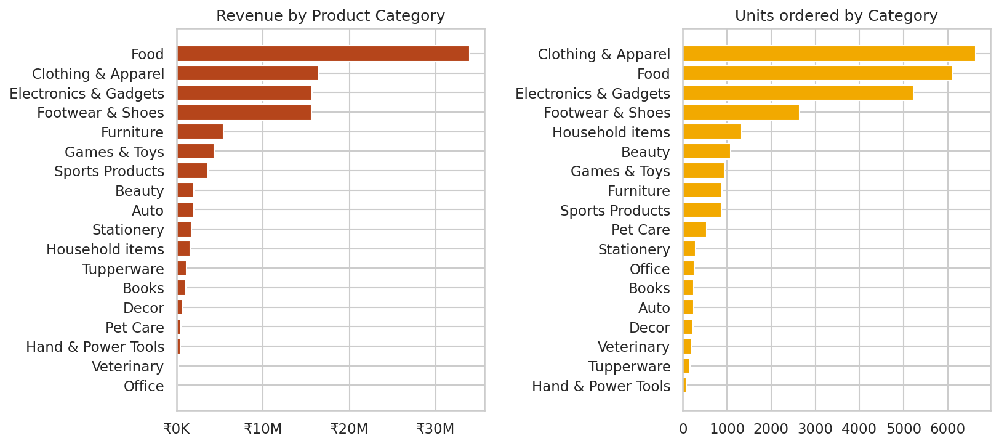 Revenue by Product Category
Food
Clothing & Apparel
Electronics & Gadgets
Footwear & Shoes
Furniture
Games & Toys
Sports Products
Beauty
Auto
Stationery
Household items
Tupperware
Books
Decor
Pet Care
Hand & Power Tools
Veterinary
Office
₹0K ₹10M ₹20M ₹30M
Units ordered by Category
Clothing & Apparel
Food
Electronics & Gadgets
Footwear & Shoes
Household items
Beauty
Games & Toys
Furniture
Sports Products
Pet Care
Stationery
Office
Books
Auto
Decor
Veterinary
Tupperware
Hand & Power Tools
0 1000 2000 3000 4000 5000 6000